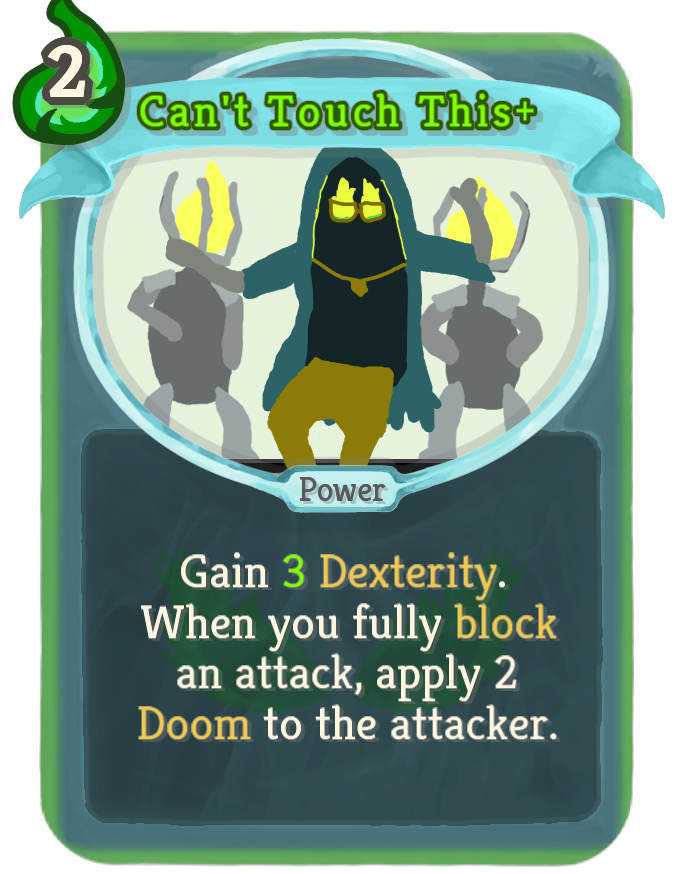 2
Can't Touch This+
Power
Gain 3 Dexterity.
When you fully block
an attack, apply 2
Doom to the attacker.